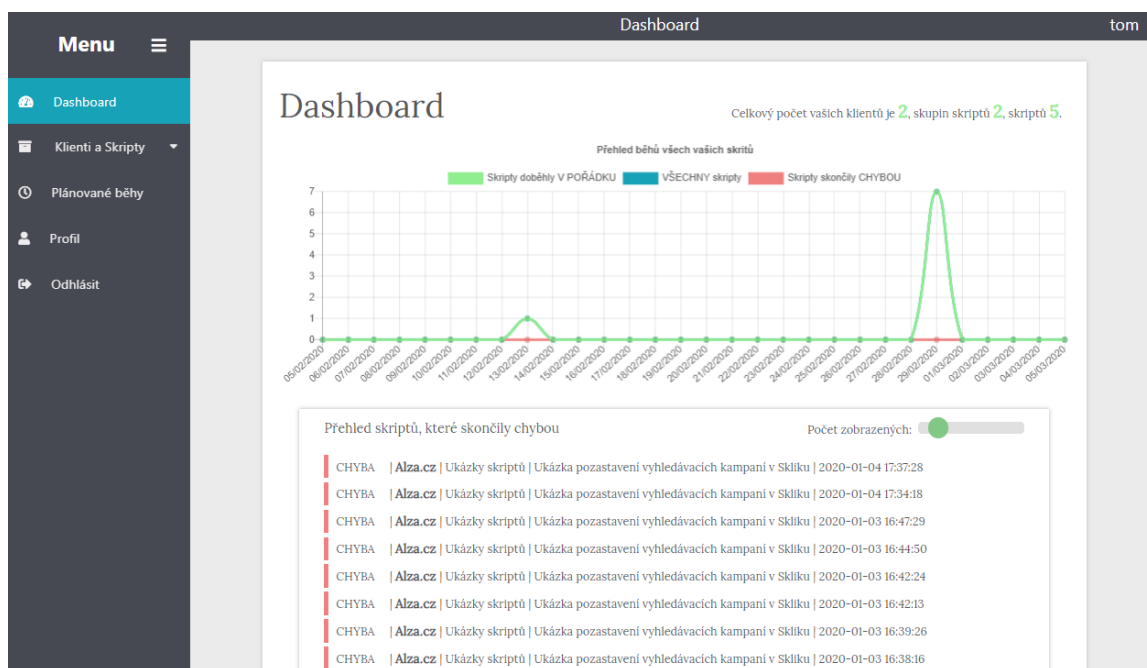 Dashboard
tom
Menu
Dashboard
Klienti a Skripty
Plánované běhy
Profil
Odhlásit
Dashboard
Celkový počet vašich klientů je 2, skupin skriptů 2, skriptů 5.
Přehled běhů všech vašich skritů
Skripty doběhly V POŘÁDKU VŠECHNY skripty Skripty skončily CHYBOU
7
6
5
4
3
2
1
0
05/02/2020 06/02/2020 07/02/2020 08/02/2020 09/02/2020 10/02/2020 11/02/2020 12/02/2020 13/02/2020 14/02/2020 15/02/2020 16/02/2020 17/02/2020 18/02/2020 19/02/2020 20/02/2020 21/02/2020 22/02/2020 23/02/2020 24/02/2020 25/02/2020 26/02/2020 27/02/2020 28/02/2020 29/02/2020 01/03/2020 02/03/2020 03/03/2020 04/03/2020 05/03/2020
Přehled skriptů, které skončily chybou
Počet zobrazených:
CHYBA | Alza.cz | Ukázky skriptů | Ukázka pozastavení vyhledávacích kampaní v Skliku | 2020-01-04 17:37:28
CHYBA | Alza.cz | Ukázky skriptů | Ukázka pozastavení vyhledávacích kampaní v Skliku | 2020-01-04 17:34:18
CHYBA | Alza.cz | Ukázky skriptů | Ukázka pozastavení vyhledávacích kampaní v Skliku | 2020-01-03 16:47:29
CHYBA | Alza.cz | Ukázky skriptů | Ukázka pozastavení vyhledávacích kampaní v Skliku | 2020-01-03 16:44:50
CHYBA | Alza.cz | Ukázky skriptů | Ukázka pozastavení vyhledávacích kampaní v Skliku | 2020-01-03 16:42:24
CHYBA | Alza.cz | Ukázky skriptů | Ukázka pozastavení vyhledávacích kampaní v Skliku | 2020-01-03 16:42:13
CHYBA | Alza.cz | Ukázky skriptů | Ukázka pozastavení vyhledávacích kampaní v Skliku | 2020-01-03 16:39:26
CHYBA | Alza.cz | Ukázky skriptů | Ukázka pozastavení vyhledávacích kampaní v Skliku | 2020-01-03 16:38:16